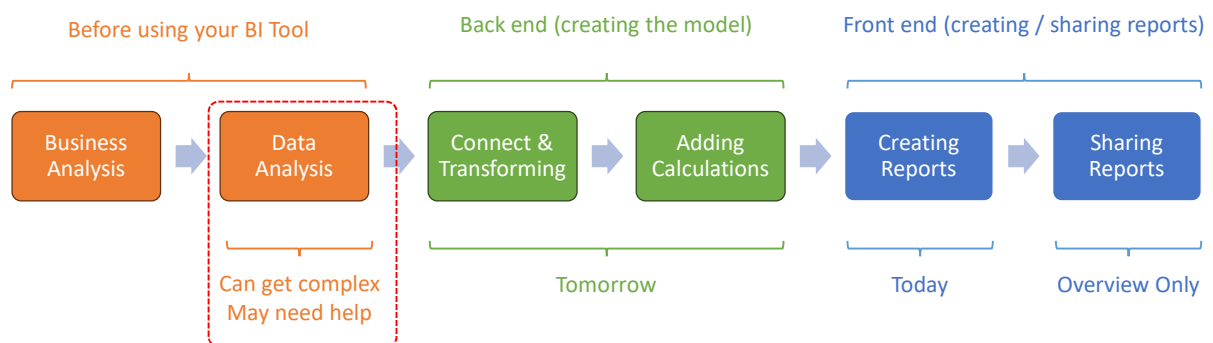 Before using your BI Tool
Back end (creating the model)
Front end (creating / sharing reports)
Business
Analysis
Data
Analysis
Connect &
Transforming
Adding
Calculations
Creating
Reports
Sharing
Reports
Can get complex
May need help
Tomorrow
Today
Overview Only